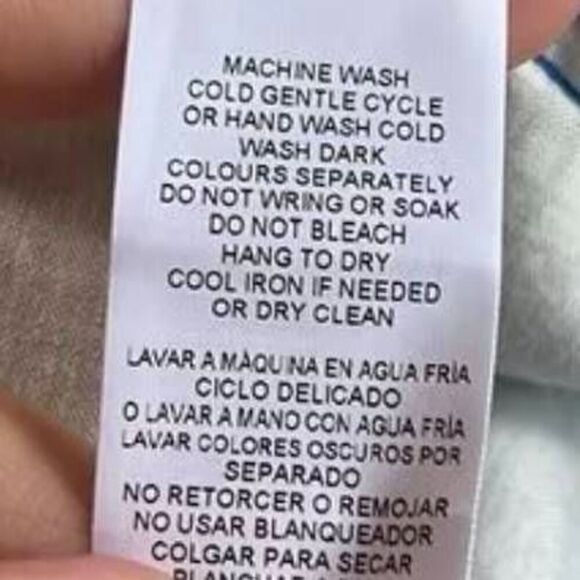 MACHINE WASH
COLD GENTLE CYCLE
OR HAND WASH COLD
WASH DARK
COLOURS SEPARATELY
DO NOT WRING OR SOAK
DO NOT BLEACH
HANG TO DRY
COOL IRON IF NEEDED
OR DRY CLEAN
LAVAR A MÁQUINA EN AGUA FRÍA
CICLO DELICADO
O LAVAR A MANO CON AGUA FRÍA
LAVAR COLORES OSCUROS POR
SEPARADO
NO RETORCER O REMOJAR
NO USAR BLANQUEADOR
COLGAR PARA SECAR